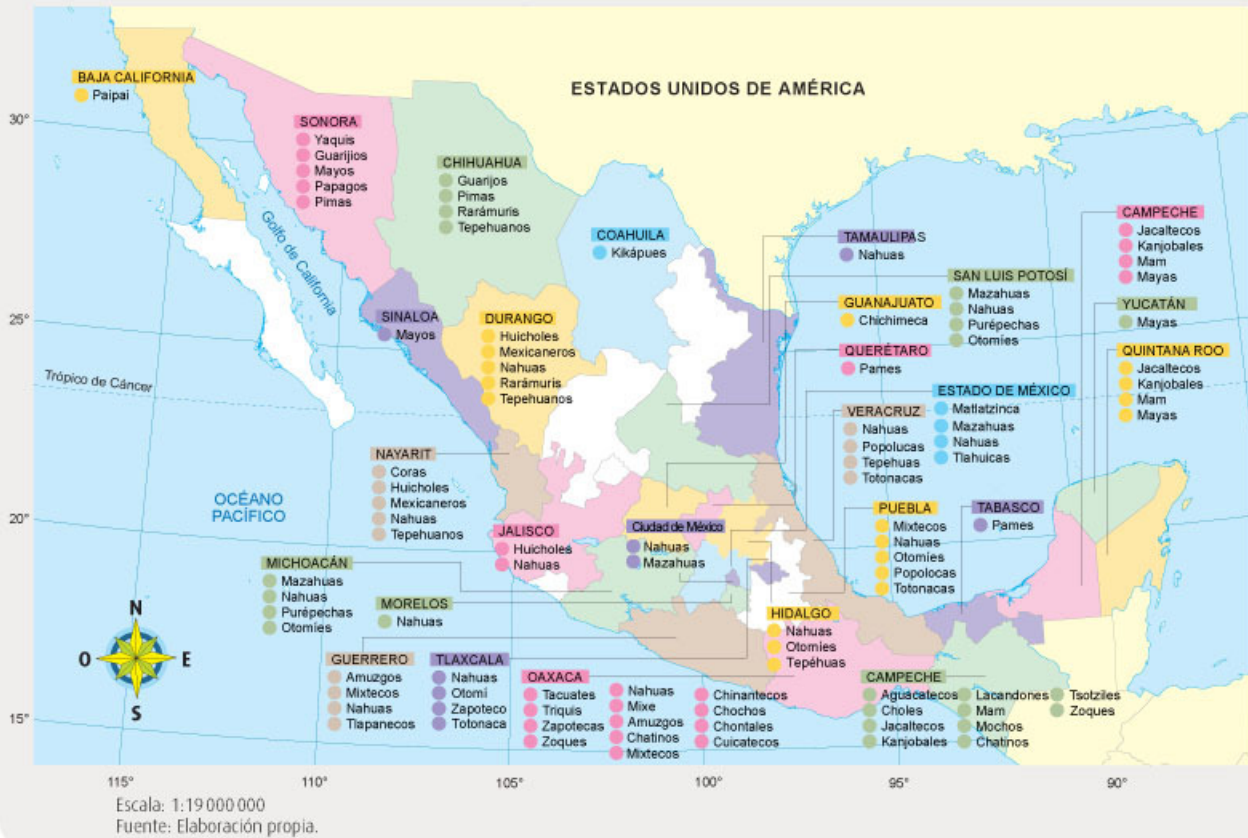 ESTADOS UNIDOS DE AMÉRICA
BAJA CALIFORNIA
Paipai
30°
SONORA
Yaquis
Guarijios
Mayos
Papagos
Pimas
CHIHUAHUA
Guarijos
Pimas
Rarámuris
Tepehuanos
Golfo de California
COAHUILA
Kikápues
TAMAULIPAS
Nahuas
CAMPECHE
Jacaltecos
Kanjobales
Mam
Mayas
SAN LUIS POTOSÍ
Mazahuas
Nahuas
Purépechas
Otomíes
GUANAJUATO
Chichimeca
YUCATÁN
Mayas
25°
SINALOA
Mayos
DURANGO
Huicholes
Mexicaneros
Nahuas
Rarámuris
Tepehuanos
QUERÉTARO
Pames
QUINTANA ROO
Jacaltecos
Kanjobales
Mam
Mayas
Trópico de Cáncer
ESTADO DE MÉXICO
Matlatzinca
Mazahuas
Nahuas
Tlahuicas
VERACRUZ
Nahuas
Popolucas
Tepehuas
Totonacas
NAYARIT
Coras
Huicholes
Mexicaneros
Nahuas
Tepehuanos
OCÉANO
PACÍFICO
20°
JALISCO
Huicholes
Nahuas
Ciudad de México
Nahuas
Mazahuas
PUEBLA
Mixtecos
Nahuas
Otomíes
Popolocas
Totonacas
TABASCO
Pames
MICHOACÁN
Mazahuas
Nahuas
Purépechas
Otomíes
MORELOS
Nahuas
HIDALGO
Nahuas
Otomíes
Tepéhuas
N
O E
S
GUERRERO
Amuzgos
Mixtecos
Nahuas
Tlapanecos
TLAXCALA
Nahuas
Otomí
Zapoteco
Totonaca
OAXACA
Tacuates
Triquis
Zapotecas
Zoques
Nahuas
Mixe
Amuzgos
Chatinos
Mixtecos
Chinantecos
Chochos
Chontales
Cuicatecos
CAMPECHE
Aguacatecos
Choles
Jacaltecos
Kanjobales
Lacandones
Mam
Mochos
Chatinos
Tsotziles
Zoques
15°
115° 110° 105° 100° 95° 90°
Escala: 1:19 000 000
Fuente: Elaboración propia.